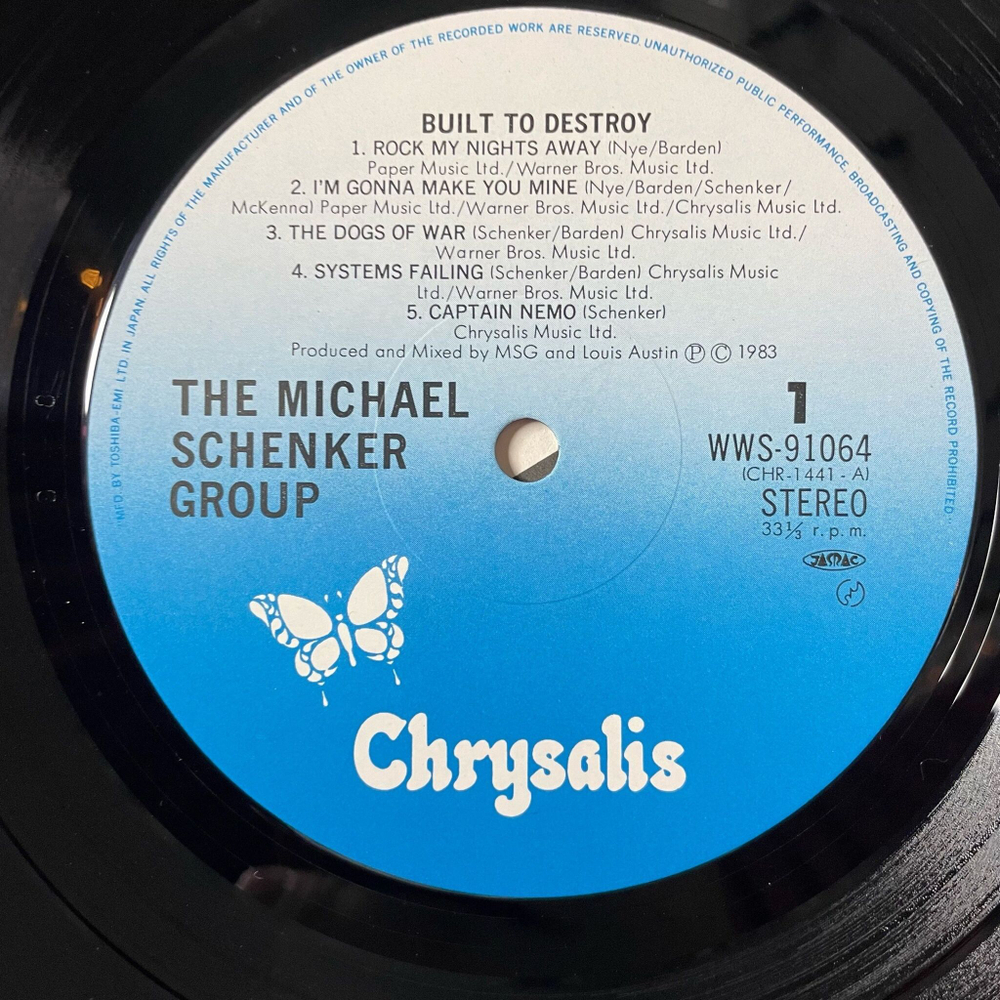 MFD. BY TOSHIBA-EMI LTD. IN JAPAN. ALL RIGHTS OF THE MANUFACTURER AND OF THE OWNER OF THE RECORDED WORK ARE RESERVED. UNAUTHORIZED PUBLIC PERFORMANCE, BROADCASTING AND COPYING OF THE RECORD PROHIBITED
BUILT TO DESTROY
1. ROCK MY NIGHTS AWAY (Nye/Barden)
Paper Music Ltd./Warner Bros. Music Ltd.
2. I'M GONNA MAKE YOU MINE (Nye/Barden/Schenker/
McKenna) Paper Music Ltd./Warner Bros. Music Ltd./Chrysalis Music Ltd.
3. THE DOGS OF WAR (Schenker/Barden) Chrysalis Music Ltd./
Warner Bros. Music Ltd.
4. SYSTEMS FAILING (Schenker/Barden) Chrysalis Music
Ltd./Warner Bros. Music Ltd.
5. CAPTAIN NEMO (Schenker)
Chrysalis Music Ltd.
Produced and Mixed by MSG and Louis Austin Ⓟ Ⓒ 1983
THE MICHAEL
SCHENKER
GROUP
1
WWS-91064
(CHR-1441 - A)
STEREO
33⅓ r.p.m.
JASRAC
Chrysalis